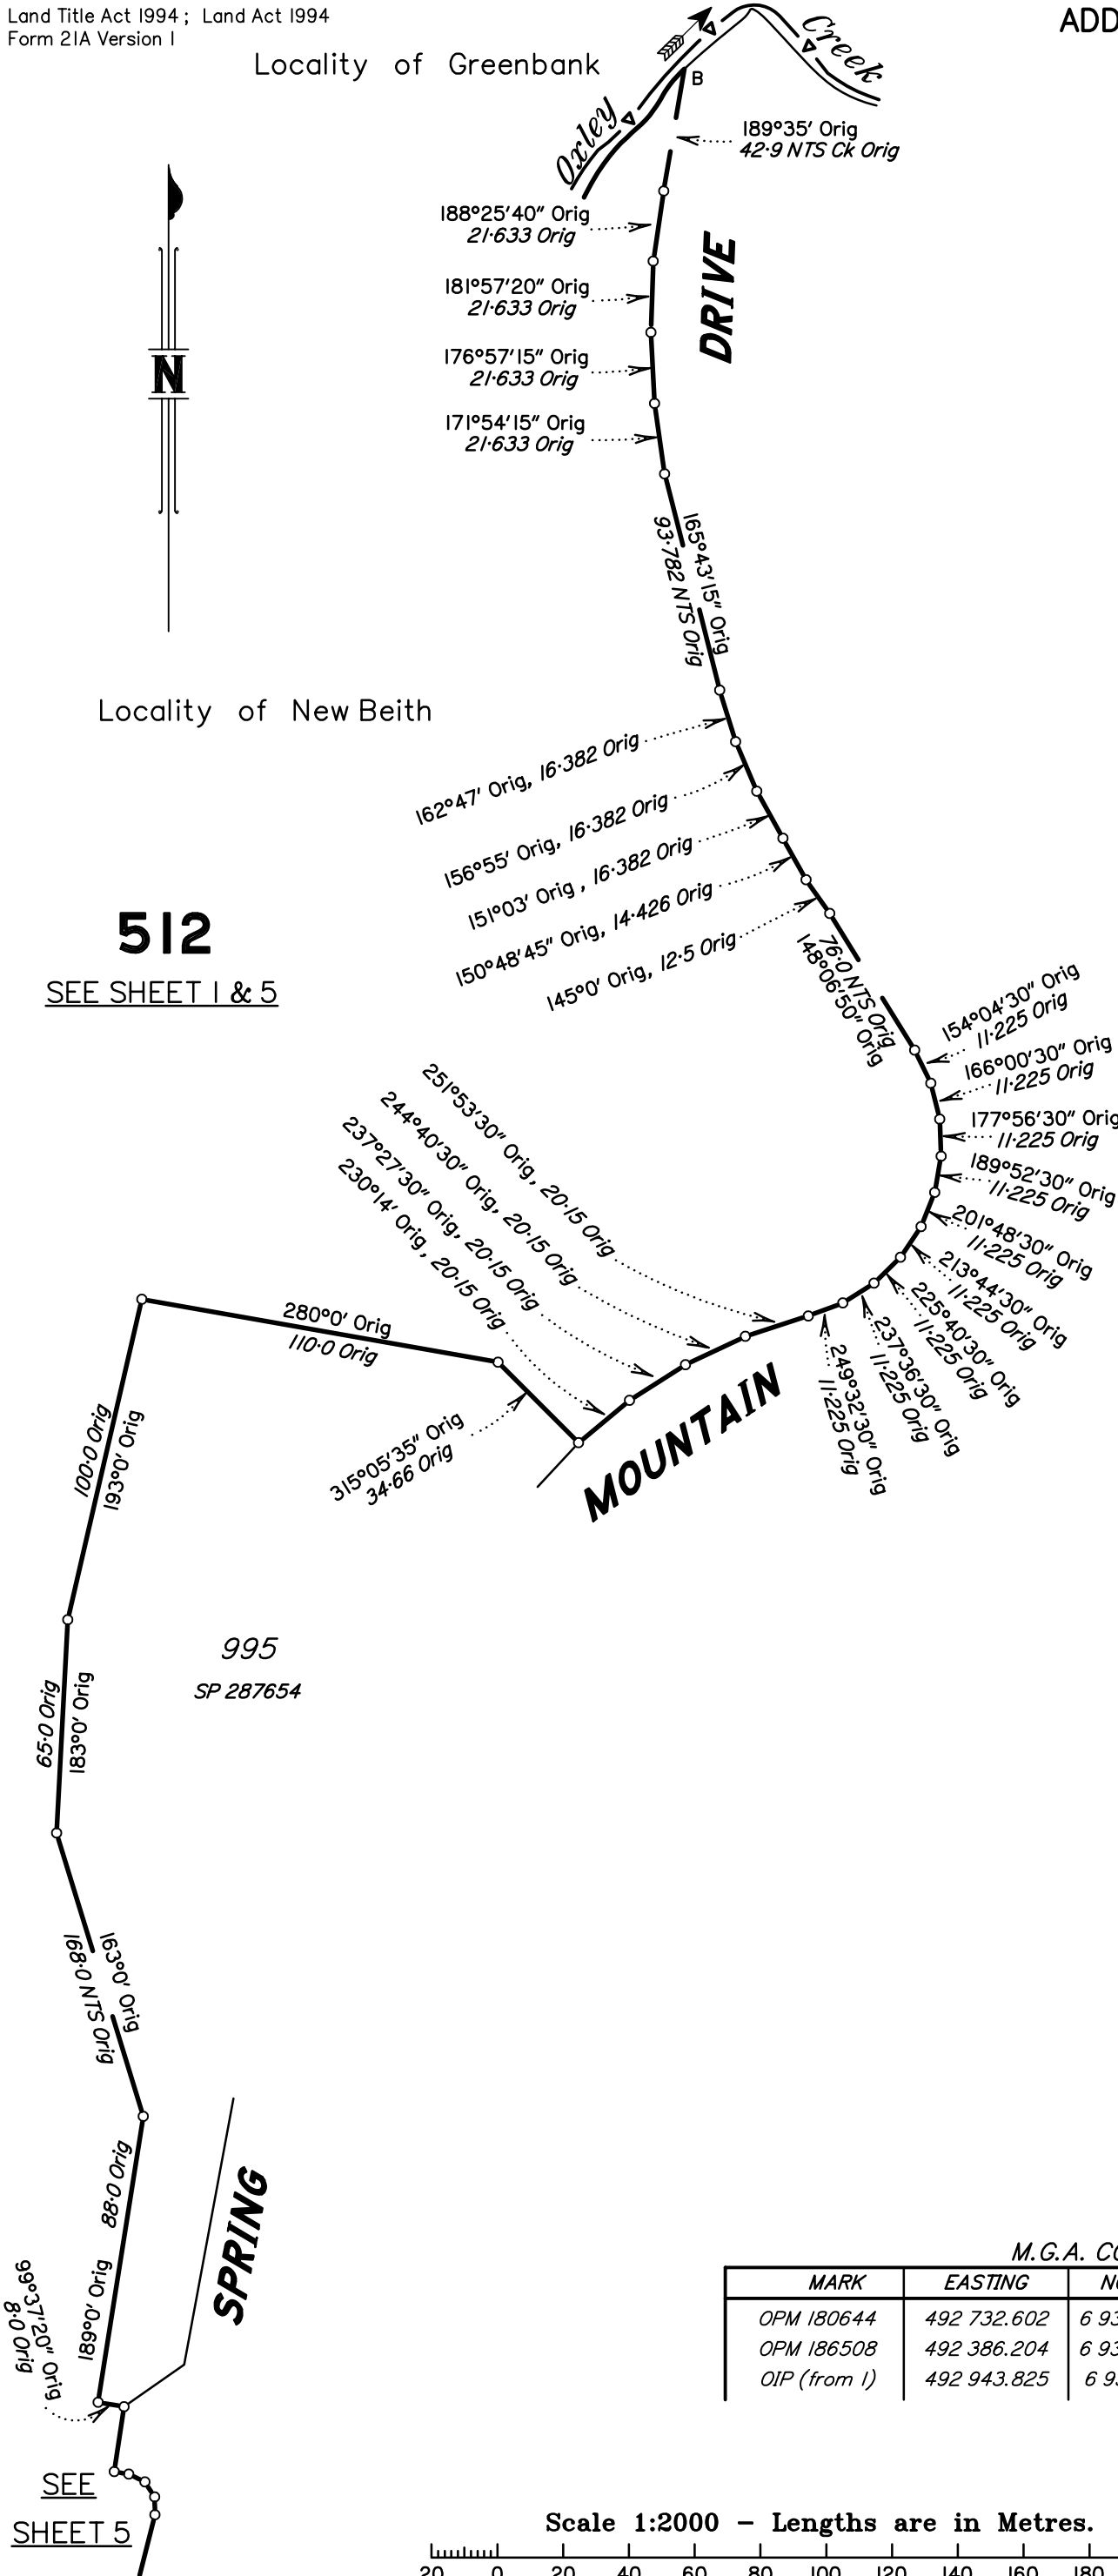 Land Title Act 1994 ; Land Act 1994
Form 21A Version 1
ADD
Locality of Greenbank
Oxley
Creek
B
189°35' Orig
42·9 NTS Ck Orig
188°25'40" Orig
21·633 Orig
181°57'20" Orig
21·633 Orig
176°57'15" Orig
21·633 Orig
171°54'15" Orig
21·633 Orig
DRIVE
N
165°43'15" Orig
93·782 NTS Orig
Locality of New Beith
162°47' Orig, 16·382 Orig
156°55' Orig, 16·382 Orig
151°03' Orig , 16·382 Orig
150°48'45" Orig, 14·426 Orig
145°0' Orig, 12·5 Orig
76·0 NTS Orig
148°06'50" Orig
512
SEE SHEET 1 & 5
154°04'30" Orig
11·225 Orig
166°00'30" Orig
11·225 Orig
177°56'30" Orig
11·225 Orig
189°52'30" Orig
11·225 Orig
201°48'30" Orig
11·225 Orig
213°44'30" Orig
11·225 Orig
225°40'30" Orig
11·225 Orig
237°36'30" Orig
11·225 Orig
249°32'30" Orig
11·225 Orig
251°53'30" Orig, 20·15 Orig
244°40'30" Orig, 20·15 Orig
237°27'30" Orig, 20·15 Orig
230°14' Orig , 20·15 Orig
280°0' Orig
110·0 Orig
315°05'35" Orig
34·66 Orig
MOUNTAIN
100·0 Orig
193°0' Orig
995
SP 287654
65·0 Orig
183°0' Orig
163°0' Orig
168·0 NTS Orig
88·0 Orig
189°0' Orig
SPRING
99°37'20" Orig
8·0 Orig
M.G.A. CO
MARK EASTING NO
OPM 180644 492 732.602 6 93
OPM 186508 492 386.204 6 93
OIP (from 1) 492 943.825 6 93
SEE
SHEET 5
Scale 1:2000 – Lengths are in Metres.
20 0 20 40 60 80 100 120 140 160 180